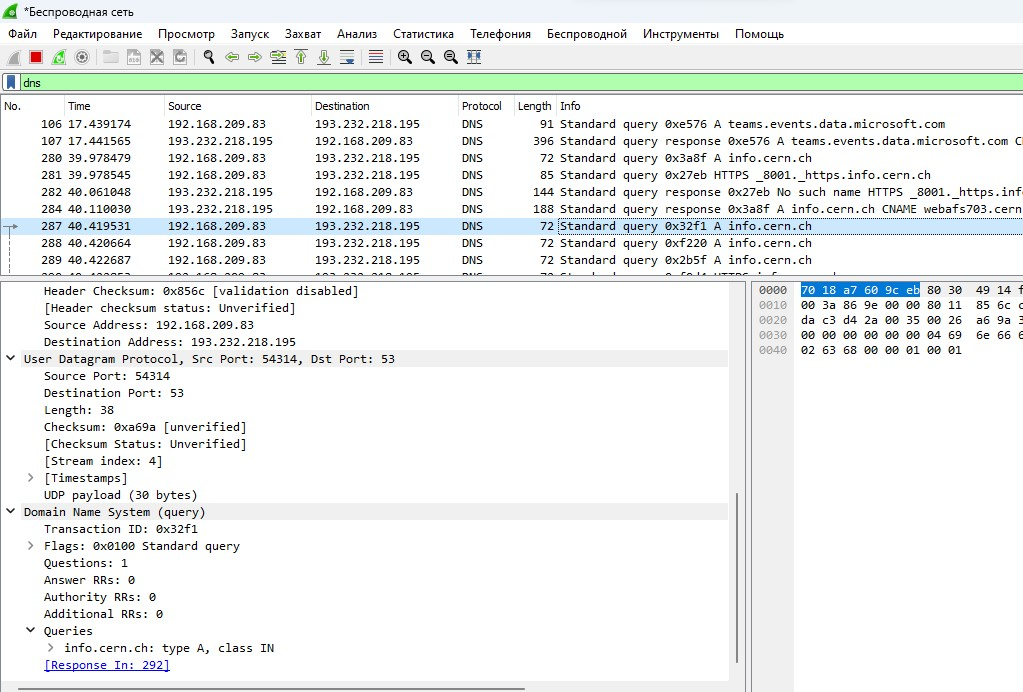 *Беспроводная сеть
Файл Редактирование Просмотр Запуск Захват Анализ Статистика Телефония Беспроводной Инструменты Помощь
dns
No. Time Source Destination Protocol Length Info
106 17.439174 192.168.209.83 193.232.218.195 DNS 91 Standard query 0xe576 A teams.events.data.microsoft.com
107 17.441565 193.232.218.195 192.168.209.83 DNS 396 Standard query response 0xe576 A teams.events.data.microsoft.com C
280 39.978479 192.168.209.83 193.232.218.195 DNS 72 Standard query 0x3a8f A info.cern.ch
281 39.978545 192.168.209.83 193.232.218.195 DNS 85 Standard query 0x27eb HTTPS _8001._https.info.cern.ch
282 40.061048 193.232.218.195 192.168.209.83 DNS 144 Standard query response 0x27eb No such name HTTPS _8001._https.info
284 40.110030 193.232.218.195 192.168.209.83 DNS 188 Standard query response 0x3a8f A info.cern.ch CNAME webafs703.cern
287 40.419531 192.168.209.83 193.232.218.195 DNS 72 Standard query 0x32f1 A info.cern.ch
288 40.420664 192.168.209.83 193.232.218.195 DNS 72 Standard query 0xf220 A info.cern.ch
289 40.422687 192.168.209.83 193.232.218.195 DNS 72 Standard query 0x2b5f A info.cern.ch
Header Checksum: 0x856c [validation disabled]
[Header checksum status: Unverified]
Source Address: 192.168.209.83
Destination Address: 193.232.218.195
User Datagram Protocol, Src Port: 54314, Dst Port: 53
Source Port: 54314
Destination Port: 53
Length: 38
Checksum: 0xa69a [unverified]
[Checksum Status: Unverified]
[Stream index: 4]
[Timestamps]
UDP payload (30 bytes)
Domain Name System (query)
Transaction ID: 0x32f1
Flags: 0x0100 Standard query
Questions: 1
Answer RRs: 0
Authority RRs: 0
Additional RRs: 0
Queries
info.cern.ch: type A, class IN
[Response In: 292]
0000 70 18 a7 60 9c eb 80 30 49 14 f
0010 00 3a 86 9e 00 00 80 11 85 6c c
0020 da c3 d4 2a 00 35 00 26 a6 9a 3
0030 00 00 00 00 00 00 04 69 6e 66 6
0040 02 63 68 00 00 01 00 01